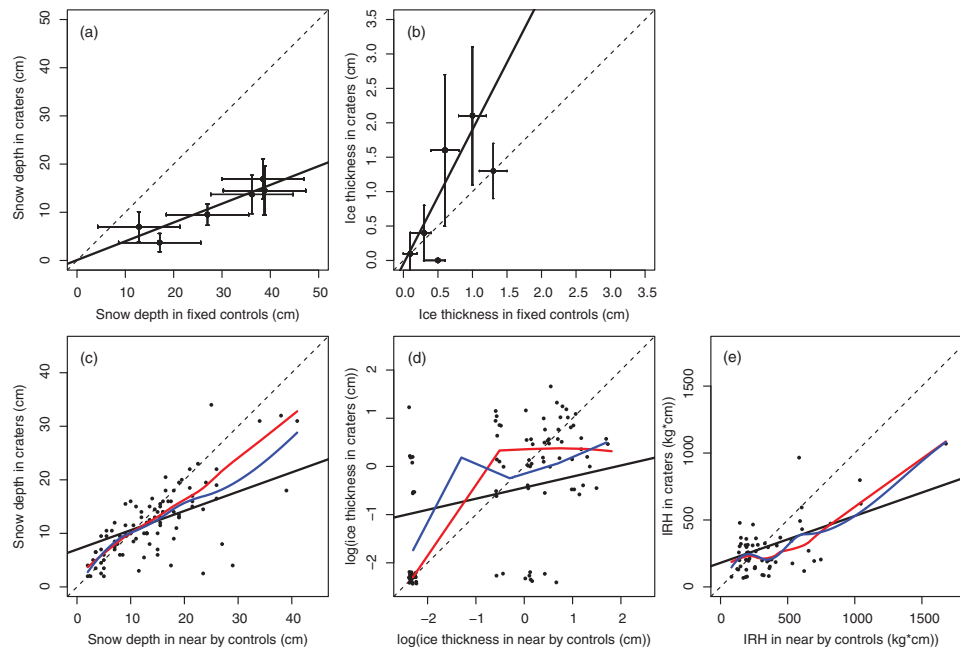 (a)
Snow depth in craters (cm)
50
40
30
20
10
0
0 10 20 30 40 50
Snow depth in fixed controls (cm)
(b)
Ice thickness in craters (cm)
3.5
2.0
1.5
1.0
0.5
0.0
0.0 0.5 1.0 1.5 2.0 2.5 3.0 3.5
Ice thickness in fixed controls (cm)
(c)
Snow depth in craters (cm)
40
30
20
10
0
0 10 20 30 40
Snow depth in near by controls (cm)
(d)
log(ice thickness in craters (cm))
2
1
0
−1
−2
−2 −1 0 1 2
log(ice thickness in near by controls (cm))
(e)
IRH in craters (kg*cm))
1500
1000
500
0
0 500 1000 1500
IRH in near by controls (kg*cm))